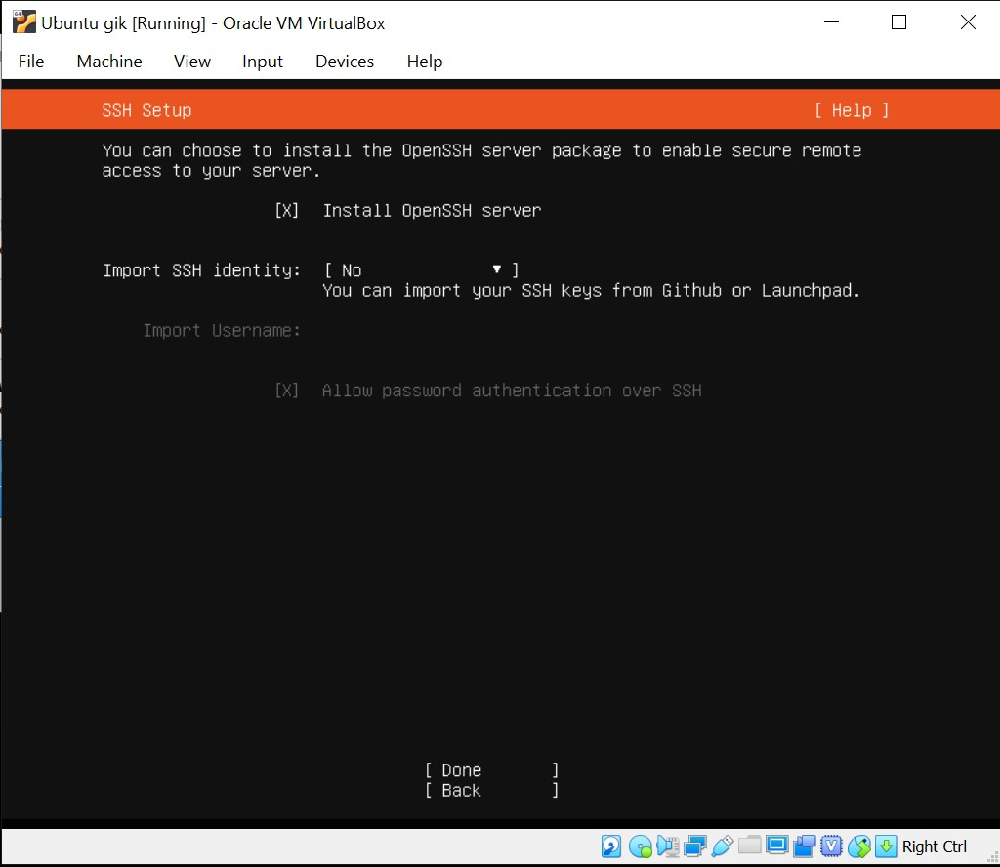 Ubuntu gik [Running] - Oracle VM VirtualBox
File Machine View Input Devices Help
SSH Setup [ Help ]
You can choose to install the OpenSSH server package to enable secure remote
access to your server.
[X] Install OpenSSH server
Import SSH identity: [ No ▾ ]
You can import your SSH keys from Github or Launchpad.
Import Username:
[X] Allow password authentication over SSH
[ Done ]
[ Back ]
Right Ctrl